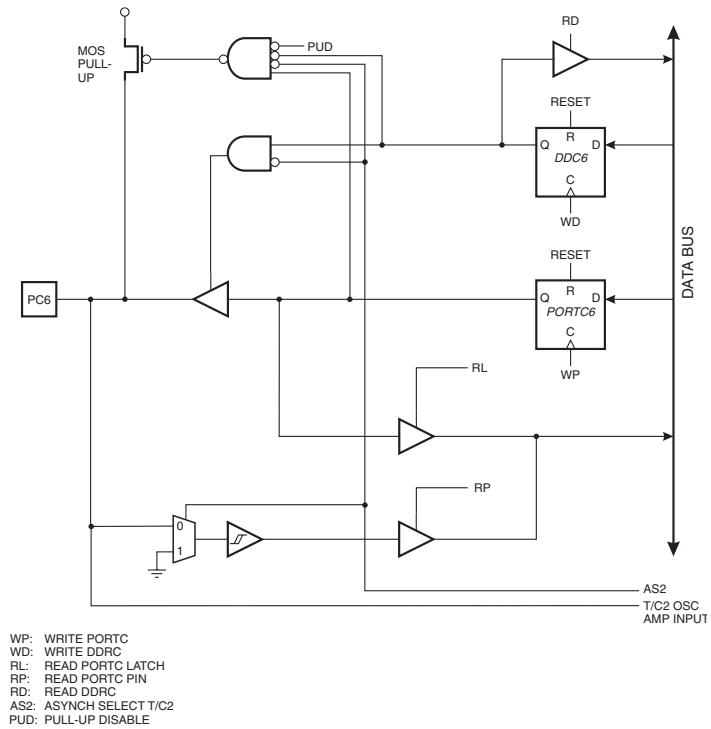 RD
MOS
PULL-
UP
PUD
RESET
R
Q
D
DDC6
C
WD
DATA BUS
RESET
PC6
R
Q
D
PORTC6
C
WP
RL
RP
0
1
AS2
T/C2 OSC
AMP INPUT
WP: WRITE PORTC
WD: WRITE DDRC
RL: READ PORTC LATCH
RP: READ PORTC PIN
RD: READ DDRC
AS2: ASYNCH SELECT T/C2
PUD: PULL-UP DISABLE